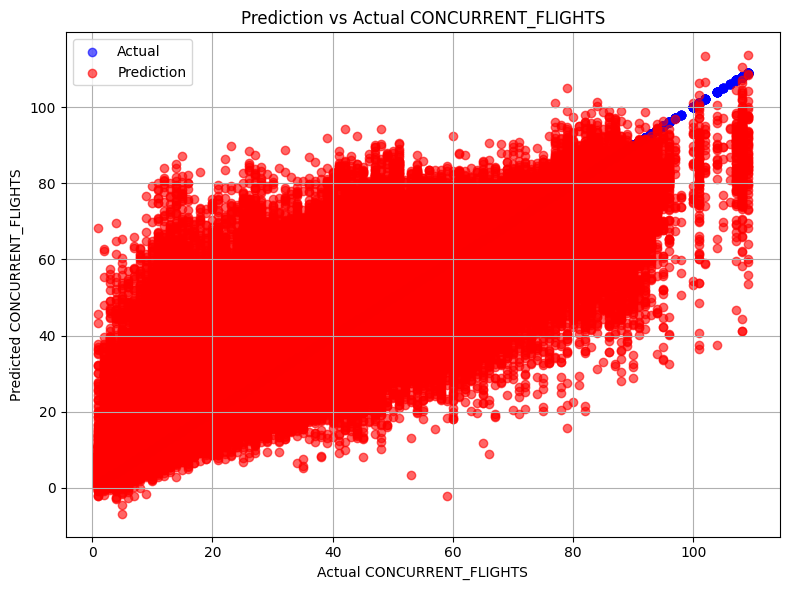 Prediction vs Actual CONCURRENT_FLIGHTS
Actual
Prediction
Predicted CONCURRENT_FLIGHTS
100
80
60
40
20
0
0 20 40 60 80 100
Actual CONCURRENT_FLIGHTS